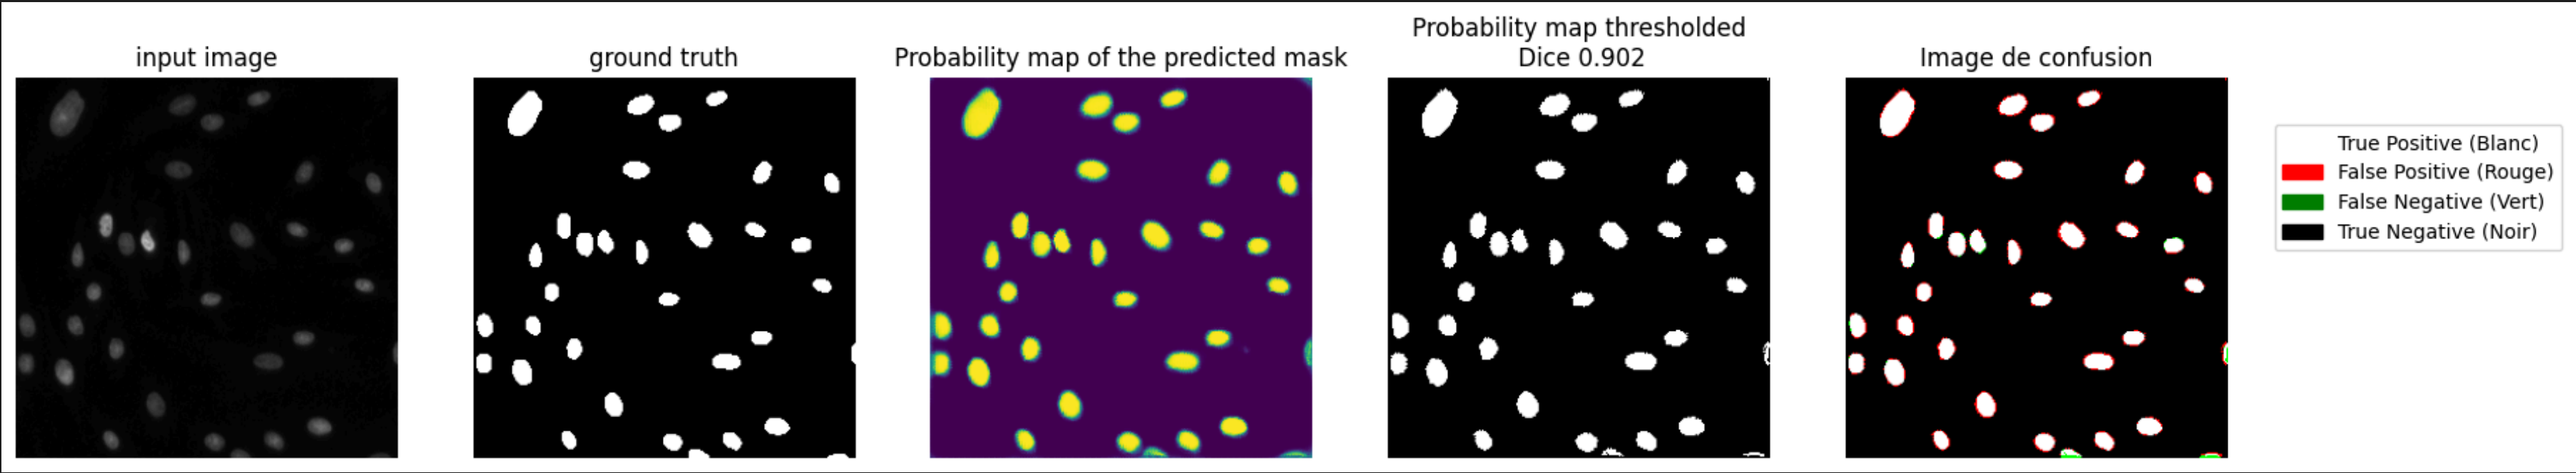 input image
ground truth
Probability map of the predicted mask
Probability map thresholded
Dice 0.902
Image de confusion
True Positive (Blanc)
False Positive (Rouge)
False Negative (Vert)
True Negative (Noir)